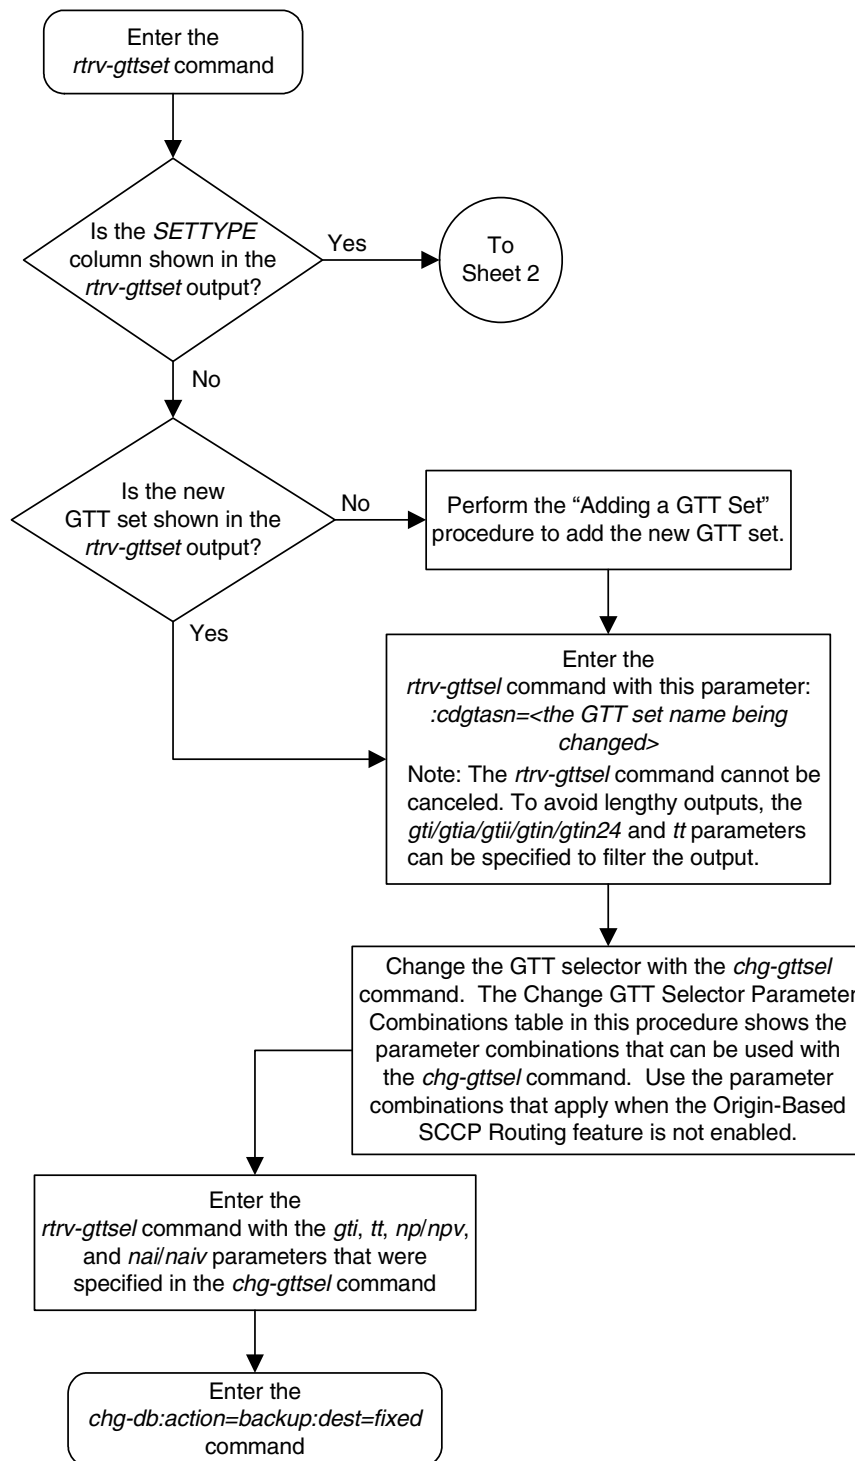 Enter the
rtrv-gttset command
Is the SETTYPE
column shown in the
rtrv-gttset output?
Yes
To
Sheet 2
No
Is the new
GTT set shown in the
rtrv-gttset output?
No
Perform the “Adding a GTT Set”
procedure to add the new GTT set.
Yes
Enter the
rtrv-gttsel command with this parameter:
:cdgtasn=<the GTT set name being
changed>
Note: The rtrv-gttsel command cannot be
canceled. To avoid lengthy outputs, the
gti/gtia/gtii/gtin/gtin24 and tt parameters
can be specified to filter the output.
Change the GTT selector with the chg-gttsel
command.  The Change GTT Selector Parameter
Combinations table in this procedure shows the
parameter combinations that can be used with
the chg-gttsel command.  Use the parameter
combinations that apply when the Origin-Based
SCCP Routing feature is not enabled.
Enter the
rtrv-gttsel command with the gti, tt, np/npv,
and nai/naiv parameters that were
specified in the chg-gttsel command
Enter the
chg-db:action=backup:dest=fixed
command